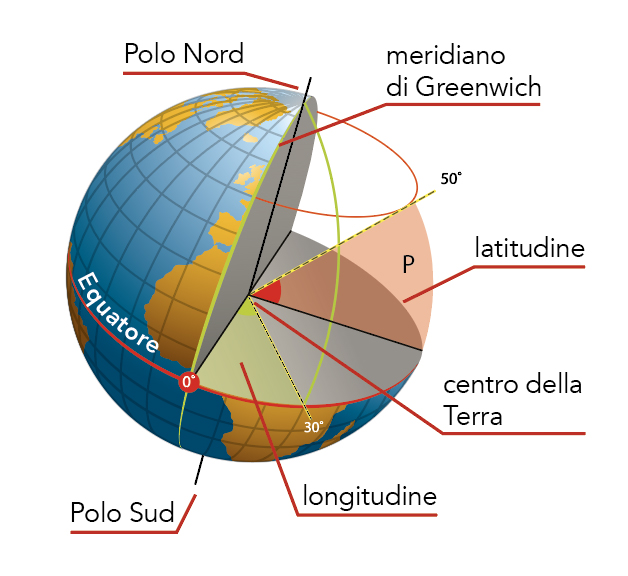 Polo Nord
meridiano
di Greenwich
50°
P
latitudine
Equatore
0°
centro della
Terra
30°
longitudine
Polo Sud